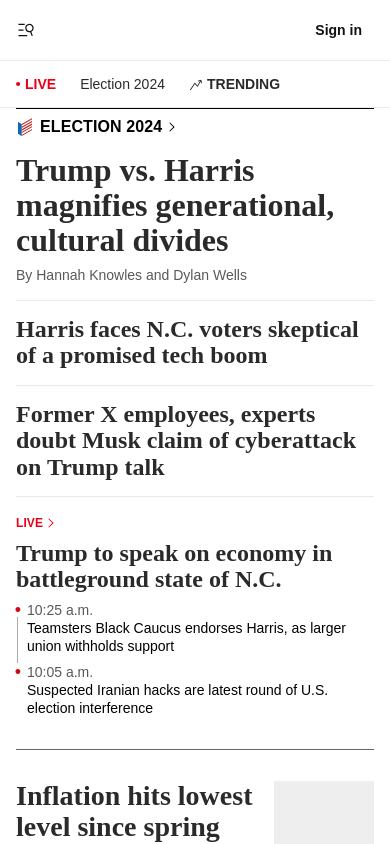 Sign in
LIVE
Election 2024
TRENDING
ELECTION 2024
Trump vs. Harris
magnifies generational,
cultural divides
By Hannah Knowles and Dylan Wells
Harris faces N.C. voters skeptical
of a promised tech boom
Former X employees, experts
doubt Musk claim of cyberattack
on Trump talk
LIVE
Trump to speak on economy in
battleground state of N.C.
10:25 a.m.
Teamsters Black Caucus endorses Harris, as larger
union withholds support
10:05 a.m.
Suspected Iranian hacks are latest round of U.S.
election interference
Inflation hits lowest
level since spring